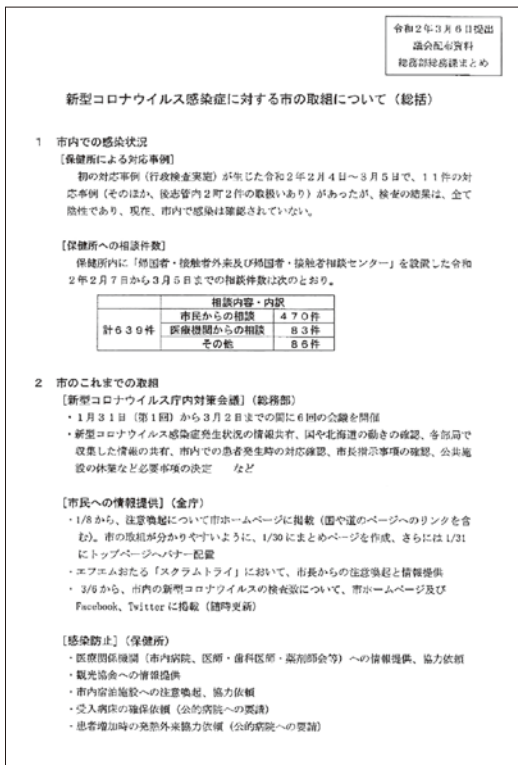 令和2年3月6日提出
議会配布資料
総務部総務課まとめ
新型コロナウイルス感染症に対する市の取組について（総括）
1 市内での感染状況
［保健所による対応事例］
初の対応事例（行政検査実施）が生じた令和2年2月4日～3月5日で、11件の対
応事例（そのほか、後志管内2町2件の取扱いあり）があったが、検査の結果は、全て
陰性であり、現在、市内で感染は確認されていない。
［保健所への相談件数］
保健所内に「帰国者・接触者外来及び帰国者・接触者相談センター」を設置した令和
2年2月7日から3月5日までの相談件数は次のとおり。
相談内容・内訳
計639件 市民からの相談 470件
医療機関からの相談 83件
その他 86件
2 市のこれまでの取組
［新型コロナウイルス庁内対策会議］（総務部）
・1月31日（第1回）から3月2日までの間に6回の会議を開催
・新型コロナウイルス感染症発生状況の情報共有、国や北海道の動きの確認、各部局で
収集した情報の共有、市内での患者発生時の対応確認、市長指示事項の確認、公共施
設の休業など必要事項の決定 など
［市民への情報提供］（全庁）
・1/8から、注意喚起について市ホームページに掲載（国や道のページへのリンクを含
む）。市の取組が分かりやすいように、1/30にまとめページを作成、さらには1/31
にトップページへバナー配置
・エフエムおたる「スクラムトライ」において、市長からの注意喚起と情報提供
・3/6から、市内の新型コロナウイルスの検査数について、市ホームページ及び
Facebook、Twitterに掲載（随時更新）
［感染防止］（保健所）
・医療関係機関（市内病院、医師・歯科医師・薬剤師会等）への情報提供、協力依頼
・観光協会への情報提供
・市内宿泊施設への注意喚起、協力依頼
・受入病床の確保依頼（公的病院への要請）
・患者増加時の発熱外来協力依頼（公的病院への要請）